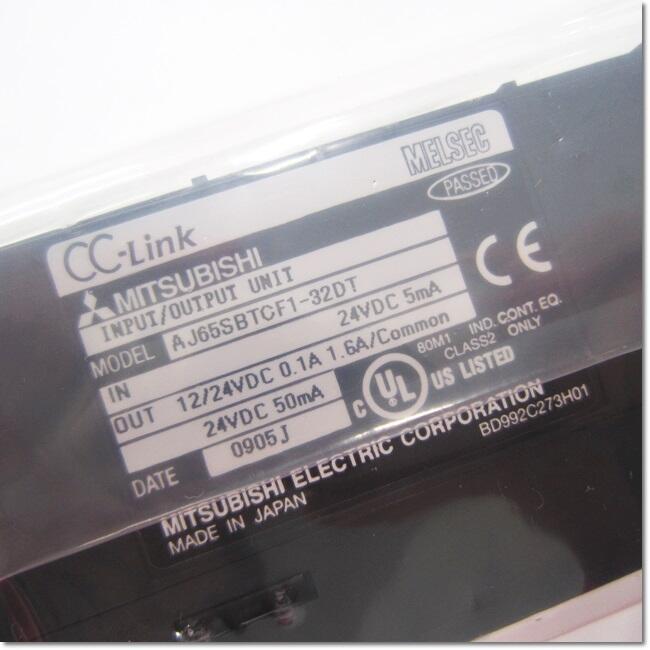 CC-Link MELSEC
MITSUBISHI PASSED
INPUT/OUTPUT UNIT
MODEL AJ65SBTCF1-32DT
IN 24VDC 5mA
OUT 12/24VDC 0.1A 1.6A/Common
24VDC 50mA
DATE 0905J
CE
80M1 IND. CONT. EQ.
CLASS2 ONLY
C UL US LISTED
MITSUBISHI ELECTRIC CORPORATION
MADE IN JAPAN BD992C273H01